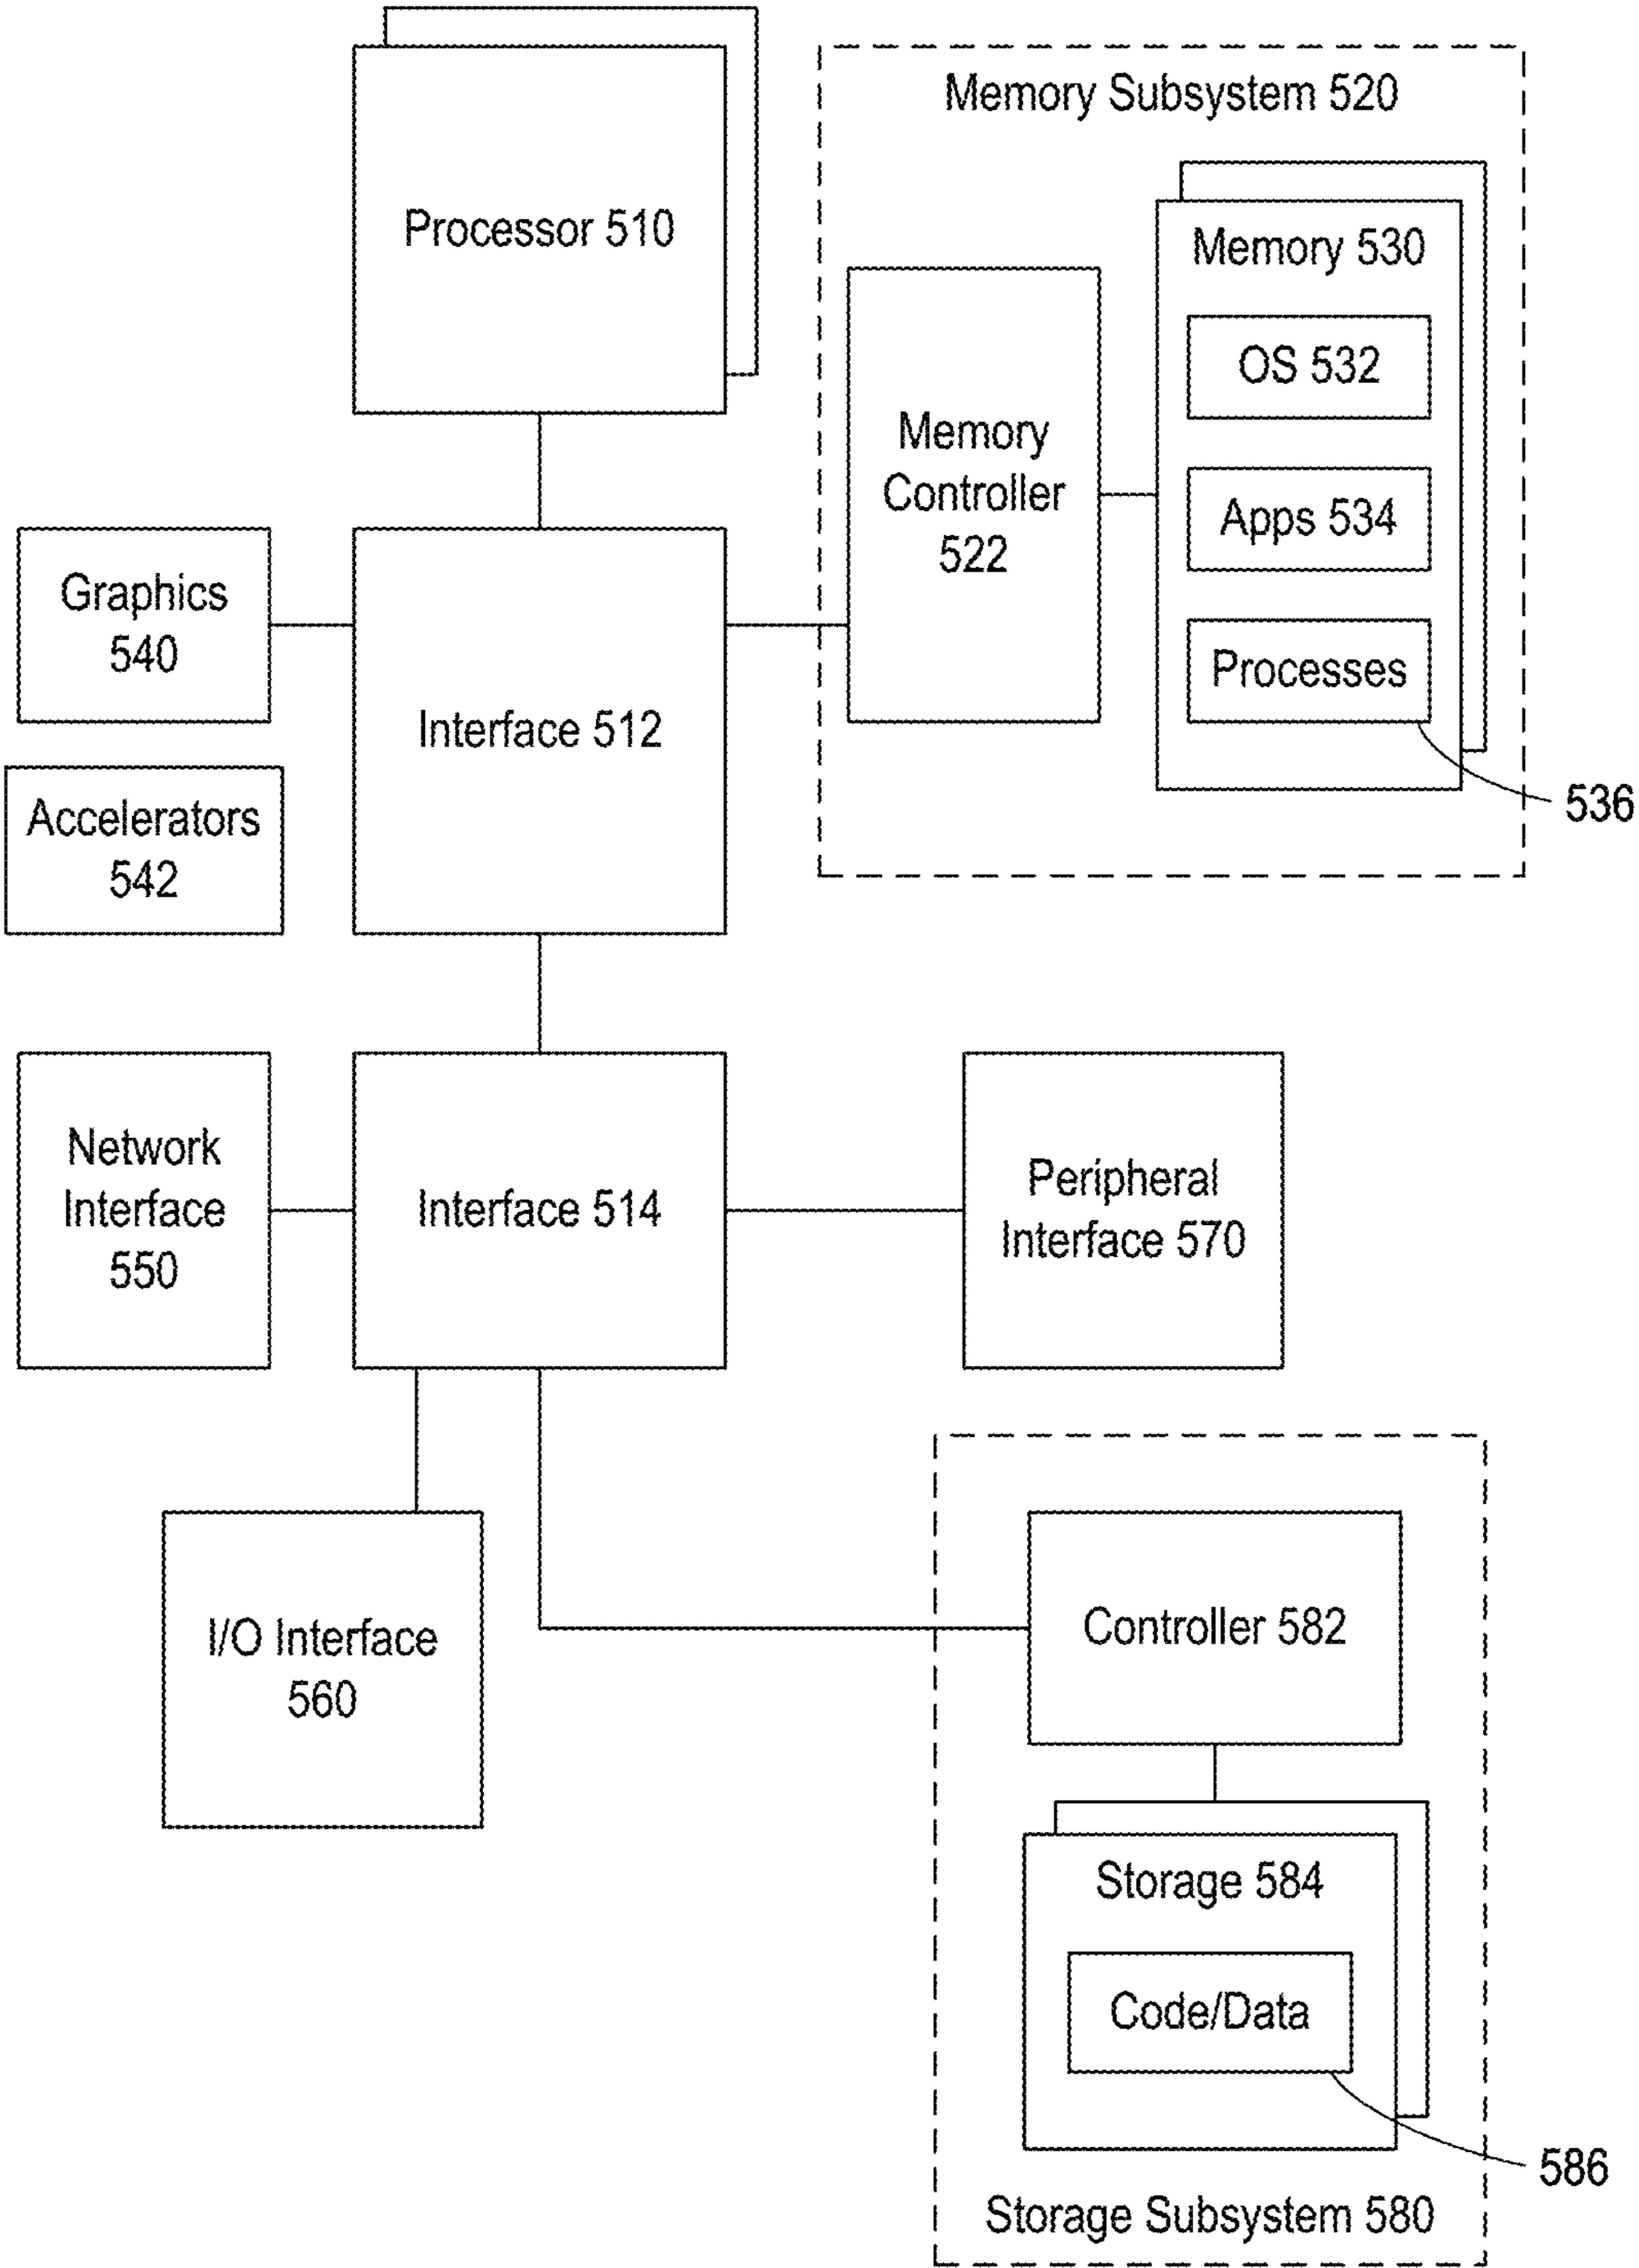 Processor 510
Memory Subsystem 520
Memory 530
OS 532
Apps 534
Processes
536
Memory
Controller
522
Graphics
540
Interface 512
Accelerators
542
Network
Interface
550
Interface 514
Peripheral
Interface 570
I/O Interface
560
Controller 582
Storage 584
Code/Data
586
Storage Subsystem 580